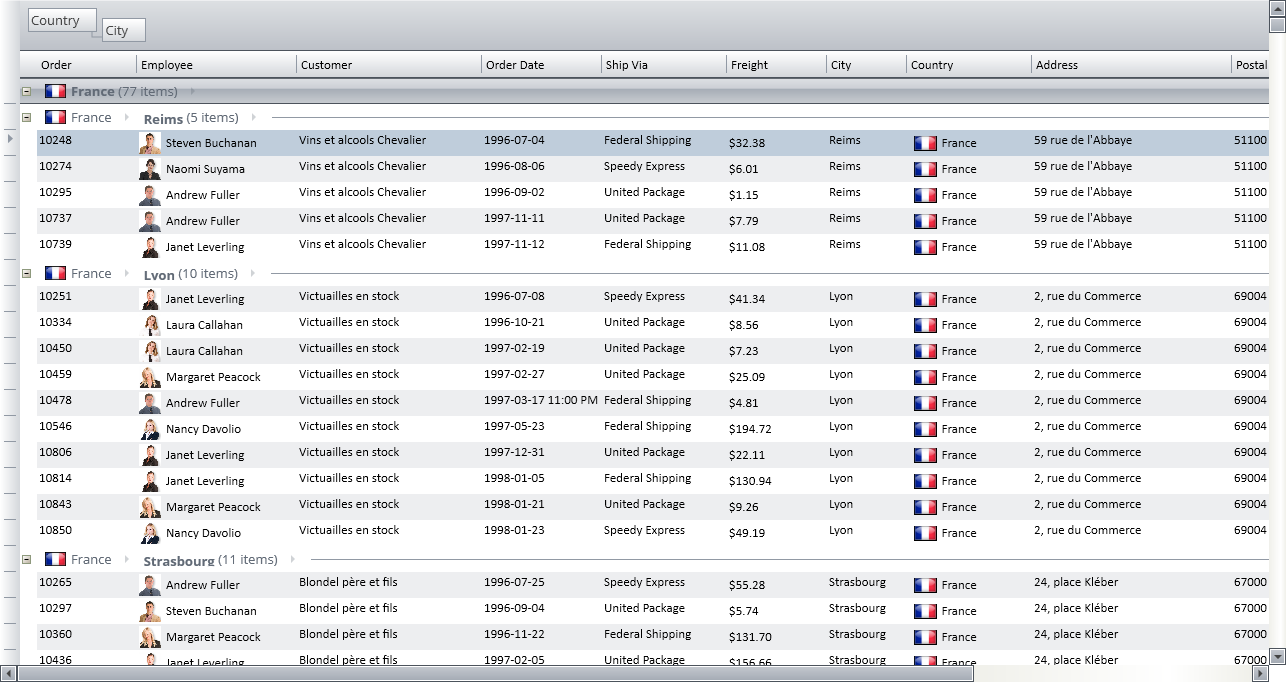 Country
City
Order Employee Customer Order Date Ship Via Freight City Country Address Postal
France (77 items)
France Reims (5 items)
10248 Steven Buchanan Vins et alcools Chevalier 1996-07-04 Federal Shipping $32.38 Reims France 59 rue de l'Abbaye 51100
10274 Naomi Suyama Vins et alcools Chevalier 1996-08-06 Speedy Express $6.01 Reims France 59 rue de l'Abbaye 51100
10295 Andrew Fuller Vins et alcools Chevalier 1996-09-02 United Package $1.15 Reims France 59 rue de l'Abbaye 51100
10737 Andrew Fuller Vins et alcools Chevalier 1997-11-11 United Package $7.79 Reims France 59 rue de l'Abbaye 51100
10739 Janet Leverling Vins et alcools Chevalier 1997-11-12 Federal Shipping $11.08 Reims France 59 rue de l'Abbaye 51100
France Lyon (10 items)
10251 Janet Leverling Victuailles en stock 1996-07-08 Speedy Express $41.34 Lyon France 2, rue du Commerce 69004
10334 Laura Callahan Victuailles en stock 1996-10-21 United Package $8.56 Lyon France 2, rue du Commerce 69004
10450 Laura Callahan Victuailles en stock 1997-02-19 United Package $7.23 Lyon France 2, rue du Commerce 69004
10459 Margaret Peacock Victuailles en stock 1997-02-27 United Package $25.09 Lyon France 2, rue du Commerce 69004
10478 Andrew Fuller Victuailles en stock 1997-03-17 11:00 PM Federal Shipping $4.81 Lyon France 2, rue du Commerce 69004
10546 Nancy Davolio Victuailles en stock 1997-05-23 Federal Shipping $194.72 Lyon France 2, rue du Commerce 69004
10806 Janet Leverling Victuailles en stock 1997-12-31 United Package $22.11 Lyon France 2, rue du Commerce 69004
10814 Janet Leverling Victuailles en stock 1998-01-05 Federal Shipping $130.94 Lyon France 2, rue du Commerce 69004
10843 Margaret Peacock Victuailles en stock 1998-01-21 United Package $9.26 Lyon France 2, rue du Commerce 69004
10850 Nancy Davolio Victuailles en stock 1998-01-23 Speedy Express $49.19 Lyon France 2, rue du Commerce 69004
France Strasbourg (11 items)
10265 Andrew Fuller Blondel père et fils 1996-07-25 Speedy Express $55.28 Strasbourg France 24, place Kléber 67000
10297 Steven Buchanan Blondel père et fils 1996-09-04 United Package $5.74 Strasbourg France 24, place Kléber 67000
10360 Margaret Peacock Blondel père et fils 1996-11-22 Federal Shipping $131.70 Strasbourg France 24, place Kléber 67000
10436 Janet Leverling Blondel père et fils 1997-02-05 United Package $156.66 Strasbourg France 24, place Kléber 67000